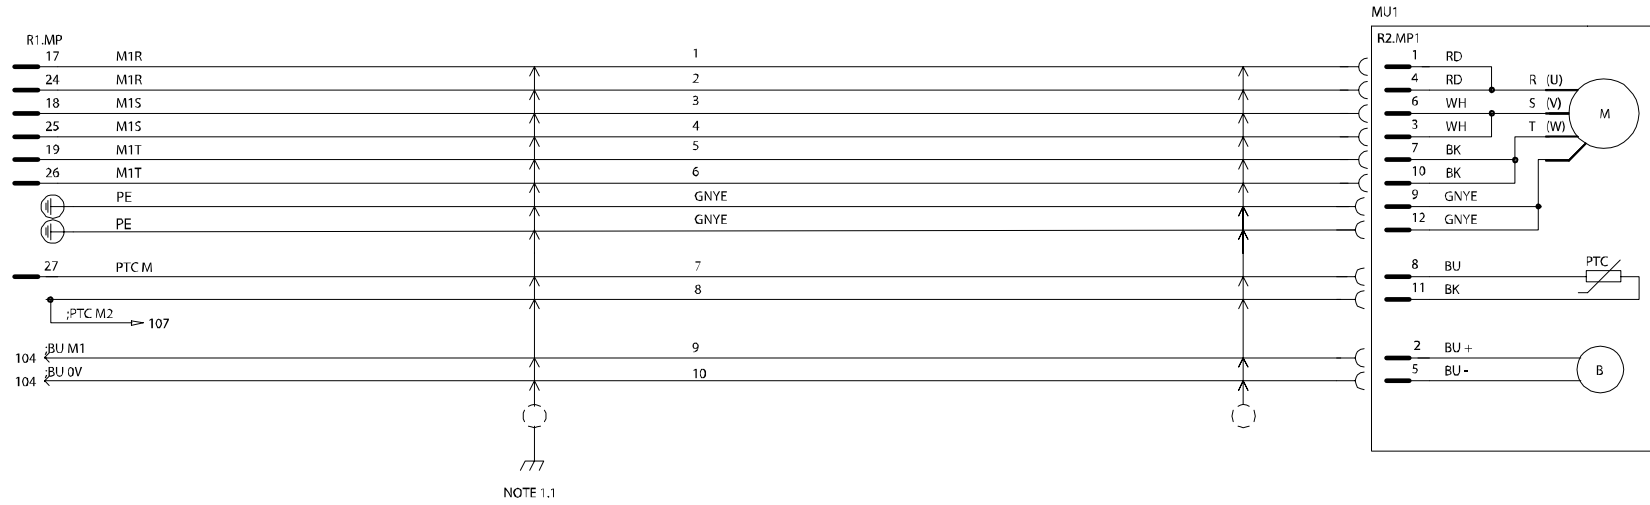 MU1
R1.MP
R2.MP1
17 M1R 1 1 RD
24 M1R 2 4 RD R (U)
18 M1S 3 6 WH S (V) M
25 M1S 4 3 WH T (W)
19 M1T 5 7 BK
26 M1T 6 10 BK
PE GNYE 9 GNYE
PE GNYE 12 GNYE
27 PTC M 7 8 BU PTC
8 11 BK
;PTC M2 107
104 ;BU M1 9 2 BU +
B
104 ;BU 0V 10 5 BU -
NOTE 1.1